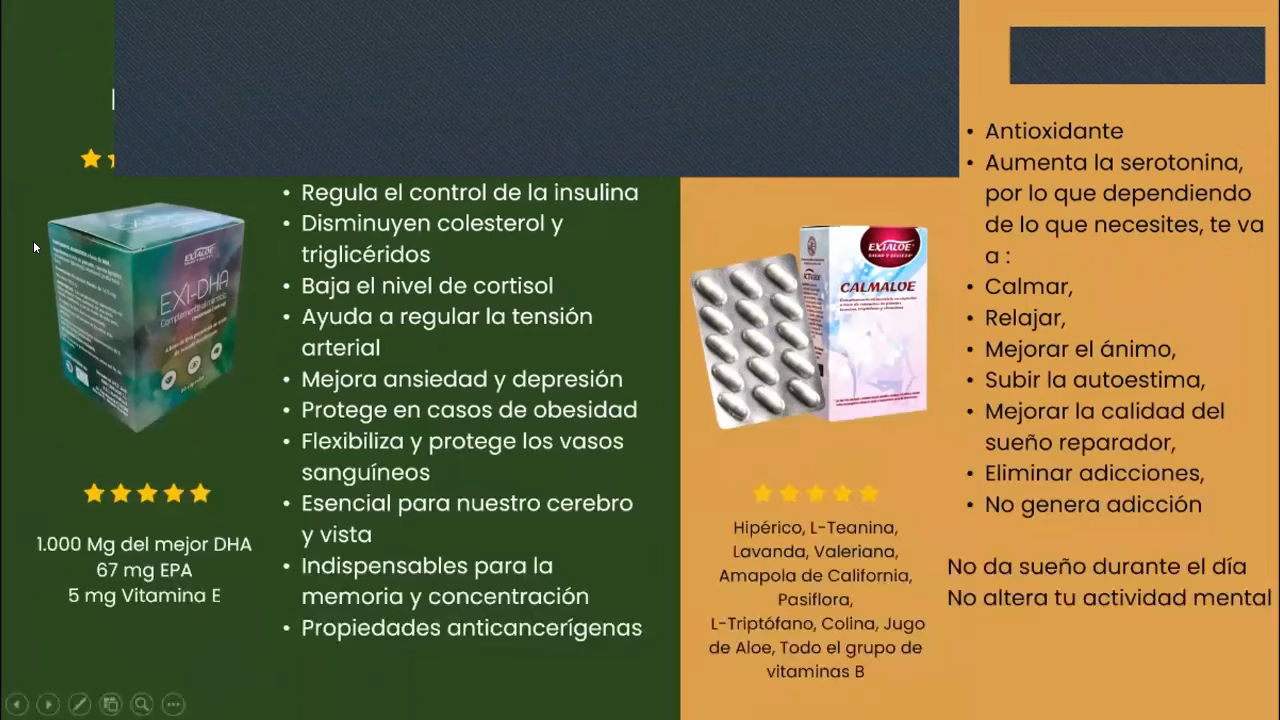 EXTALOE
EXI-DHA
Complemento alimenticio
1.000 Mg del mejor DHA
67 mg EPA
5 mg Vitamina E
• Regula el control de la insulina
• Disminuyen colesterol y
triglicéridos
• Baja el nivel de cortisol
• Ayuda a regular la tensión
arterial
• Mejora ansiedad y depresión
• Protege en casos de obesidad
• Flexibiliza y protege los vasos
sanguíneos
• Esencial para nuestro cerebro
y vista
• Indispensables para la
memoria y concentración
• Propiedades anticancerígenas
EXTALOE
SALUD Y BELLEZA
CALMALOE
Hipérico, L-Teanina,
Lavanda, Valeriana,
Amapola de California,
Pasiflora,
L-Triptófano, Colina, Jugo
de Aloe, Todo el grupo de
vitaminas B
• Antioxidante
• Aumenta la serotonina,
por lo que dependiendo
de lo que necesites, te va
a :
• Calmar,
• Relajar,
• Mejorar el ánimo,
• Subir la autoestima,
• Mejorar la calidad del
sueño reparador,
• Eliminar adicciones,
• No genera adicción
No da sueño durante el día
No altera tu actividad mental